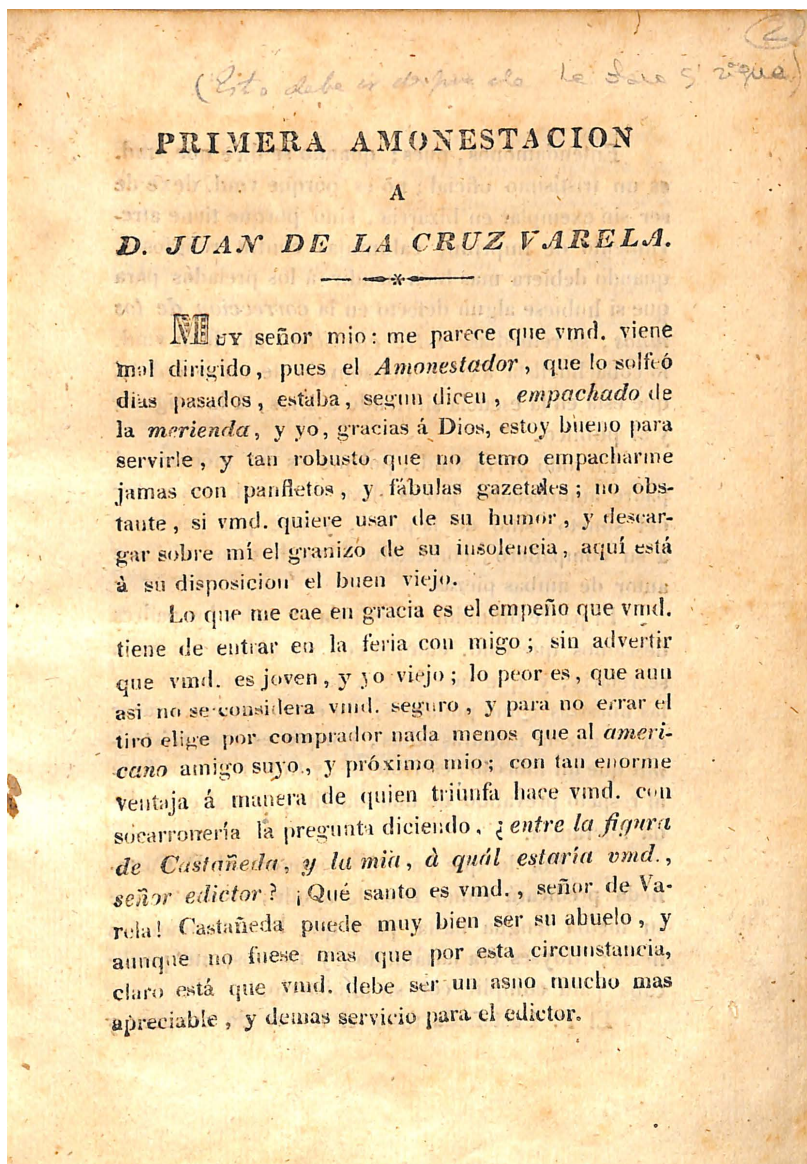 2
(Esto debe ir después de
PRIMERA AMONESTACION
A
D. JUAN DE LA CRUZ VARELA.
MUY señor mio: me parece que vmd. viene
mal dirigido, pues el Amonestador, que lo solfeó
dias pasados, estaba, segun dicen, empachado de
la merienda, y yo, gracias á Dios, estoy bueno para
servirle, y tan robusto que no temo empacharme
jamas con panfletos, y fábulas gazetales; no obs-
tante, si vmd. quiere usar de su humor, y descar-
gar sobre mí el granizo de su insolencia, aquí está
à su disposicion el buen viejo.
Lo que me cae en gracia es el empeño que vmd.
tiene de entrar en la feria con migo; sin advertir
que vmd. es joven, y yo viejo; lo peor es, que aun
asi no se considera vmd. seguro, y para no errar el
tiro elige por comprador nada menos que al ameri-
cano amigo suyo, y próximo mio; con tan enorme
ventaja á manera de quien triunfa hace vmd. con
socarronería la pregunta diciendo, ¿entre la figura
de Castañeda, y la mia, à quál estaría vmd.,
señor edictor? ¡Qué santo es vmd., señor de Va-
rela! Castañeda puede muy bien ser su abuelo, y
aunque no fuese mas que por esta circunstancia,
claro está que vmd. debe ser un asno mucho mas
apreciable, y demas servicio para el edictor.